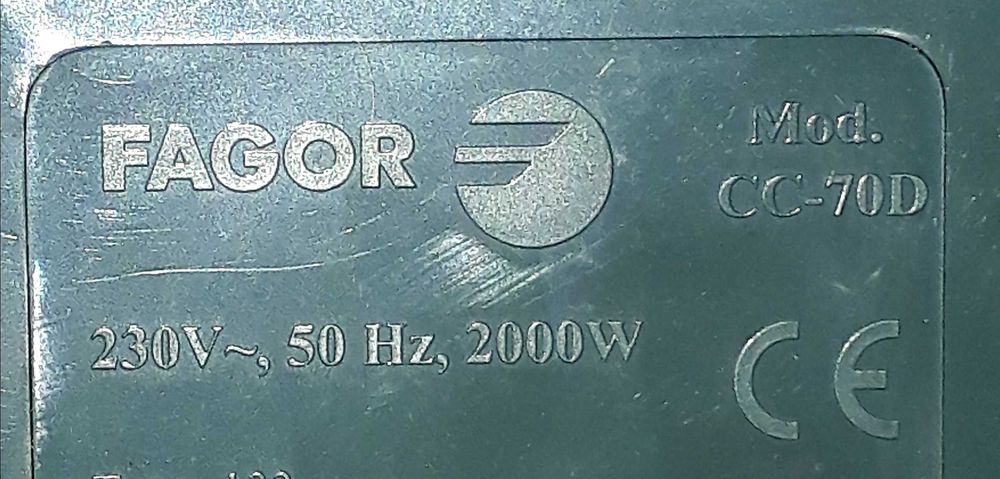 FAGOR
Mod.
CC-70D
230V~, 50 Hz, 2000W
CE